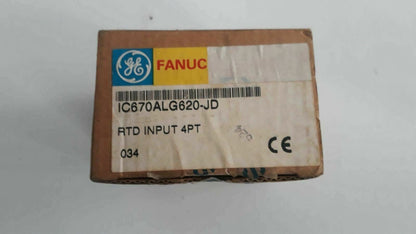 GE FANUC
IC670ALG620-JD
RTD INPUT 4PT
034
CE